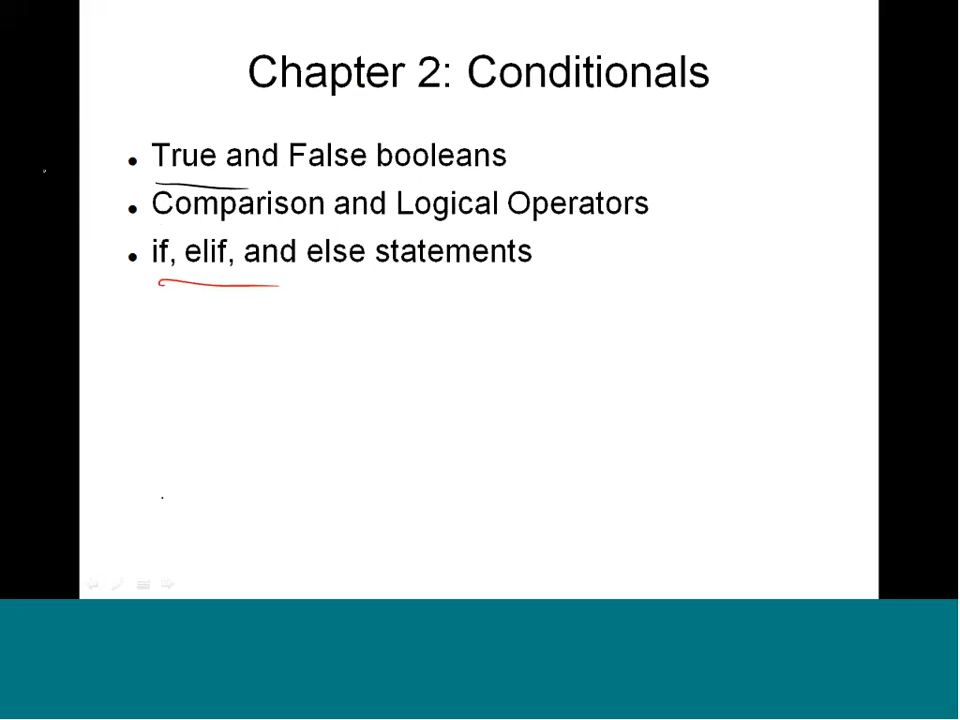 Chapter 2: Conditionals
• True and False booleans
• Comparison and Logical Operators
• if, elif, and else statements